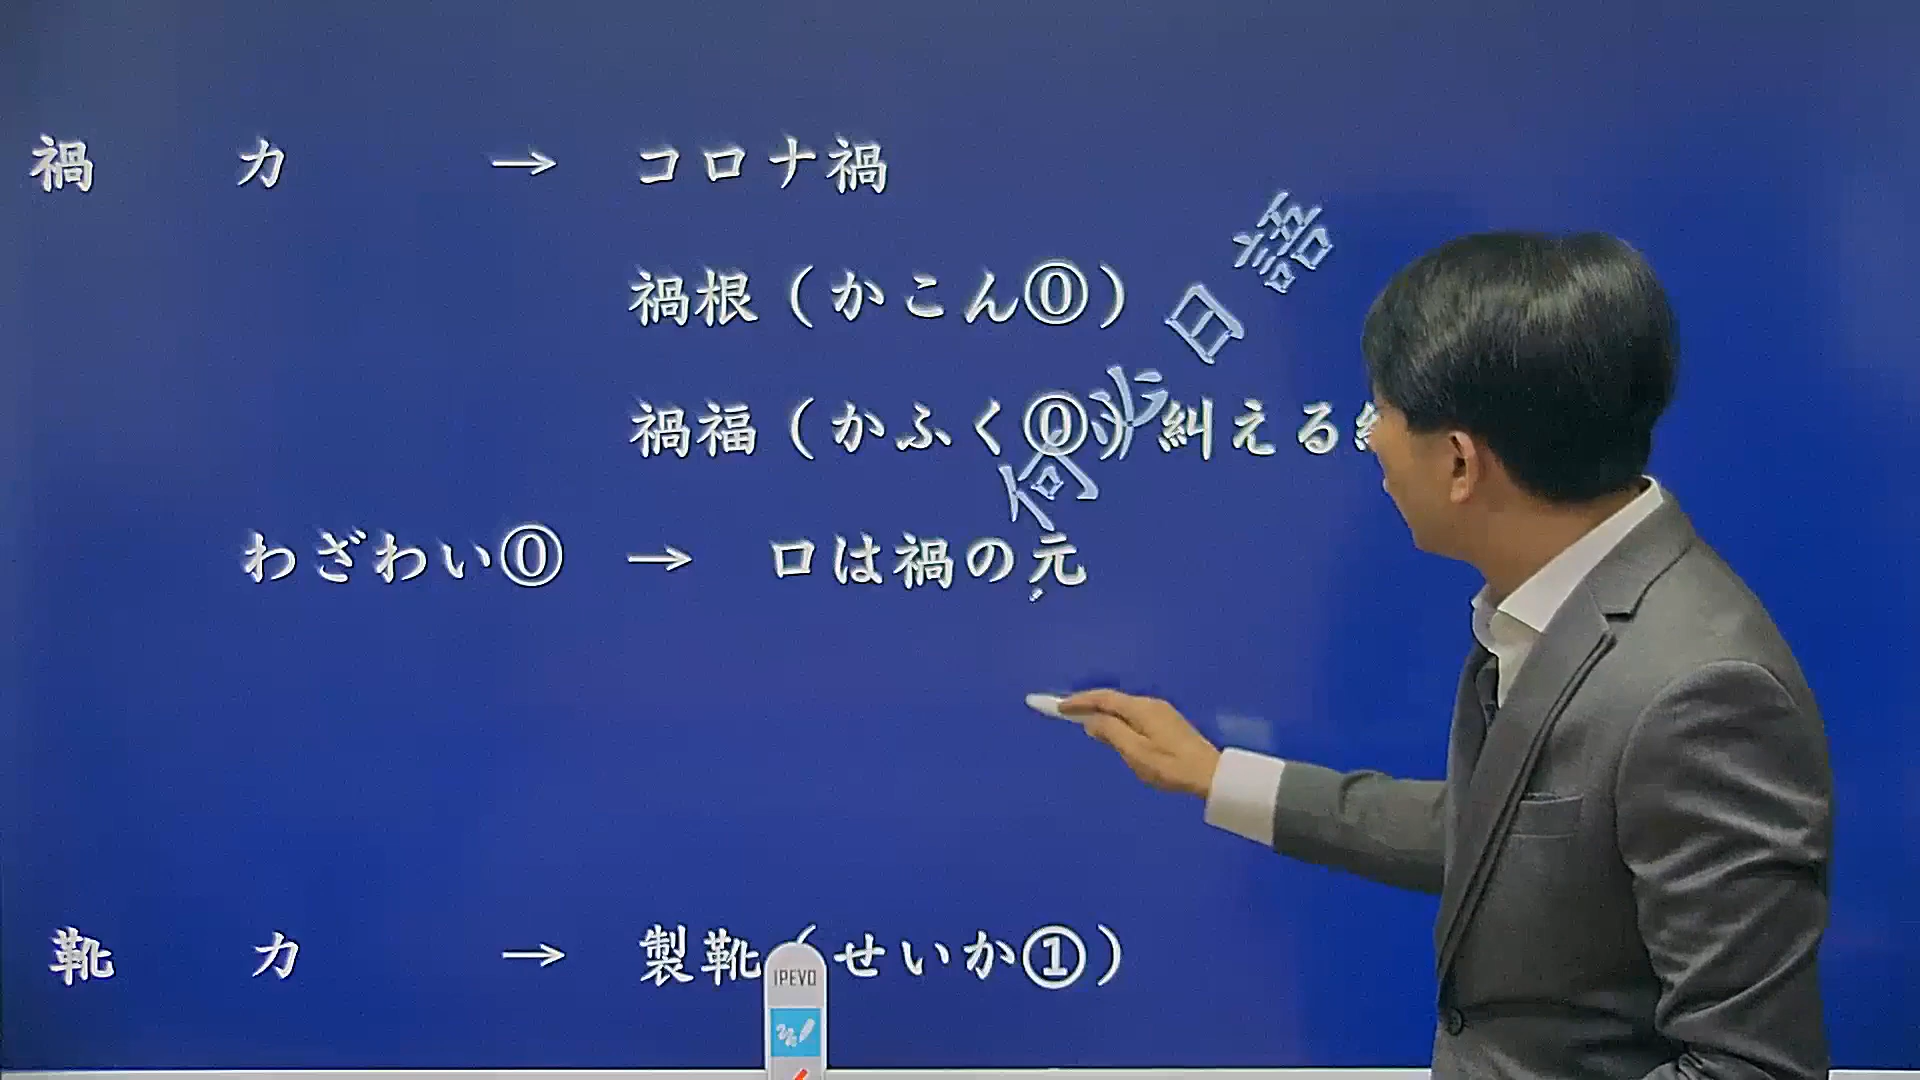 禍 カ → コロナ禍
禍根（かこん⓪）
禍福（かふく⓪）糾える
わざわい⓪ → 口は禍の元
靴 カ → 製靴（せいか①）
何必日語
IPEVO